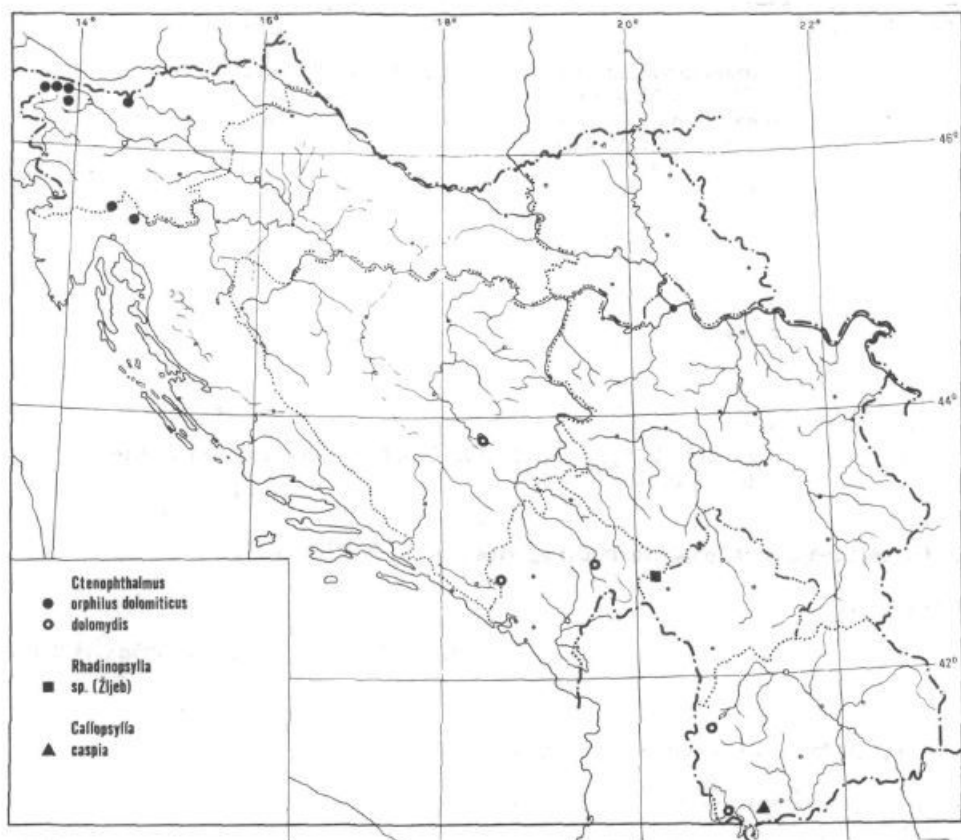 14° 16° 18° 20° 22°
46°
44°
42°
Ctenophthalmus
orphilus dolomiticus
dolomydis
Rhadinopsylla
sp. (Žljeb)
Callopsylla
caspia